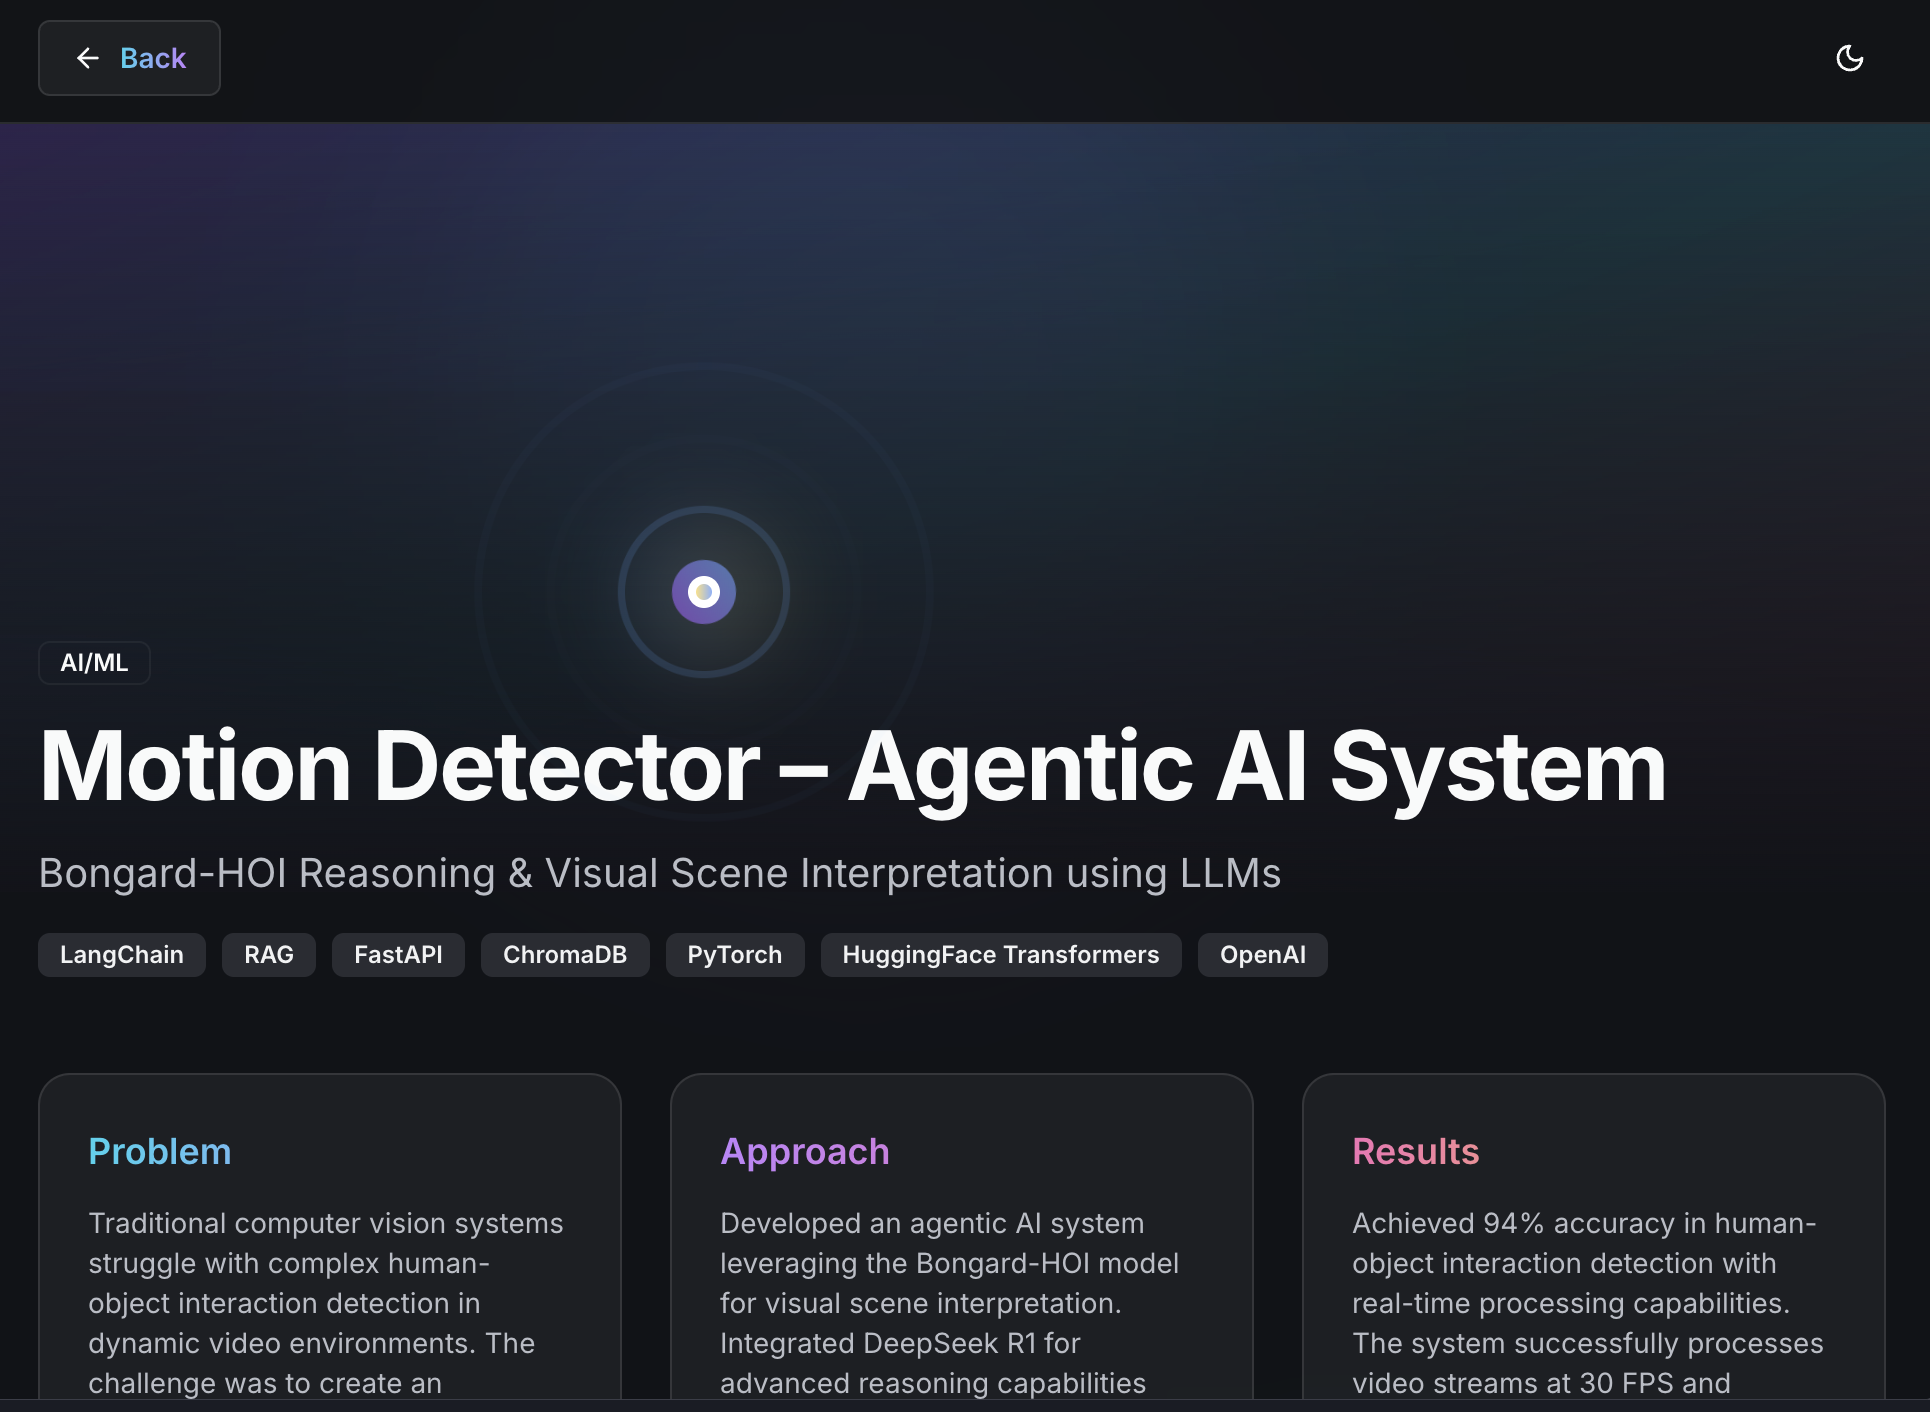 Back
AI/ML
Motion Detector – Agentic AI System
Bongard-HOI Reasoning & Visual Scene Interpretation using LLMs
LangChain RAG FastAPI ChromaDB PyTorch HuggingFace Transformers OpenAI
Problem
Traditional computer vision systems
struggle with complex human-
object interaction detection in
dynamic video environments. The
challenge was to create an
Approach
Developed an agentic AI system
leveraging the Bongard-HOI model
for visual scene interpretation.
Integrated DeepSeek R1 for
advanced reasoning capabilities
Results
Achieved 94% accuracy in human-
object interaction detection with
real-time processing capabilities.
The system successfully processes
video streams at 30 FPS and